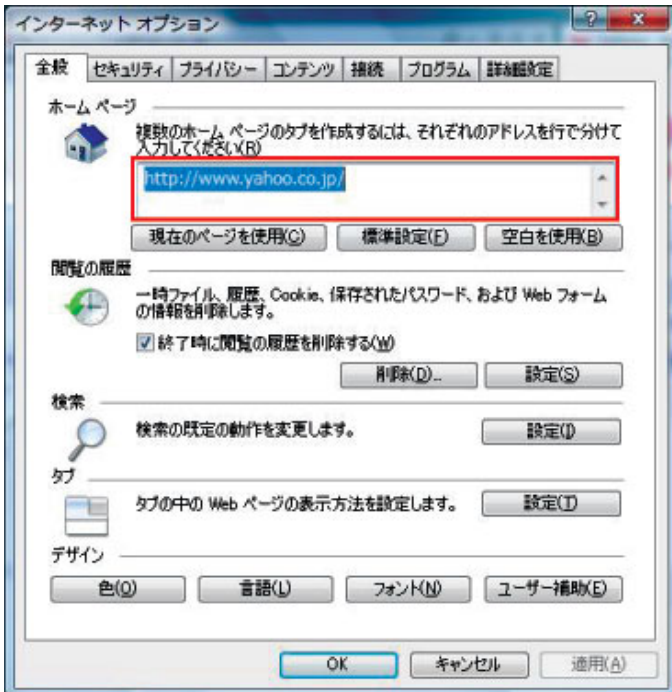 インターネット オプション
全般 セキュリティ プライバシー コンテンツ 接続 プログラム 詳細設定
ホーム ページ
複数のホーム ページのタブを作成するには、それぞれのアドレスを行で分けて
入力してください(R)
http://www.yahoo.co.jp/
現在のページを使用(C) 標準設定(F) 空白を使用(B)
閲覧の履歴
一時ファイル、履歴、Cookie、保存されたパスワード、および Web フォーム
の情報を削除します。
終了時に閲覧の履歴を削除する(W)
削除(D)... 設定(S)
検索
検索の既定の動作を変更します。 設定(I)
タブ
タブの中の Web ページの表示方法を設定します。 設定(T)
デザイン
色(O) 言語(L) フォント(N) ユーザー補助(E)
OK キャンセル 適用(A)